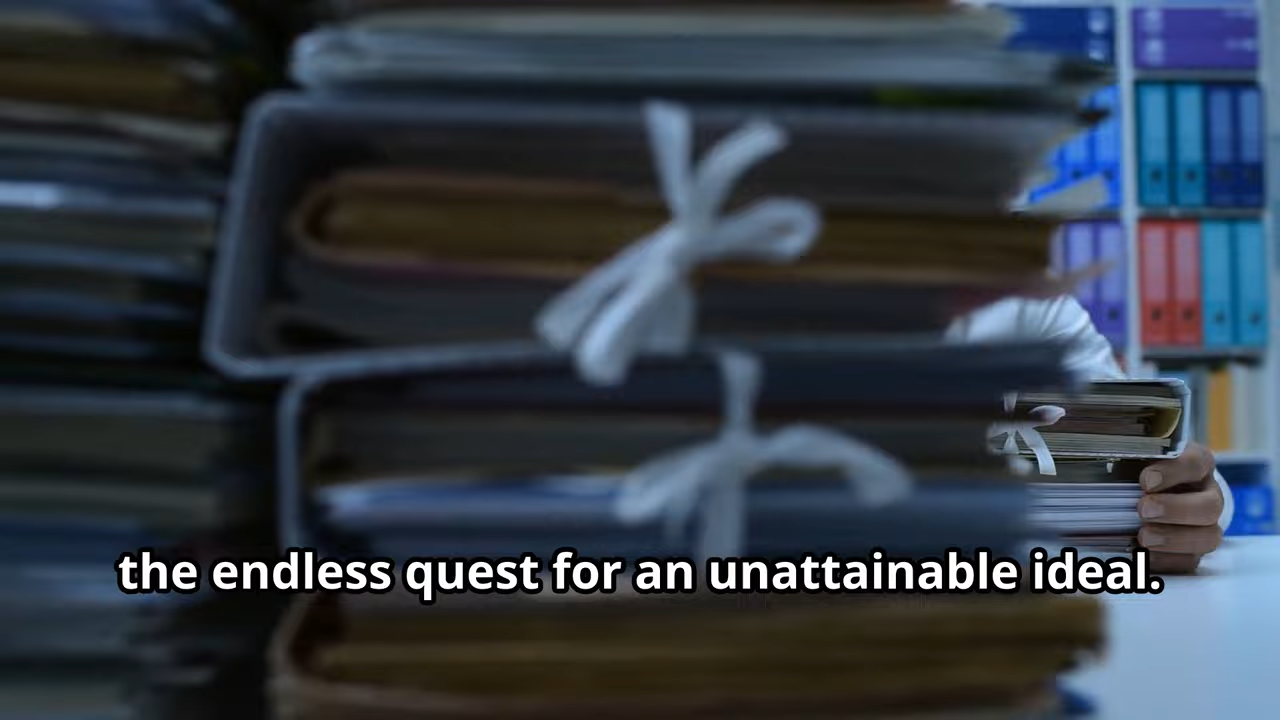 the endless quest for an unattainable ideal.